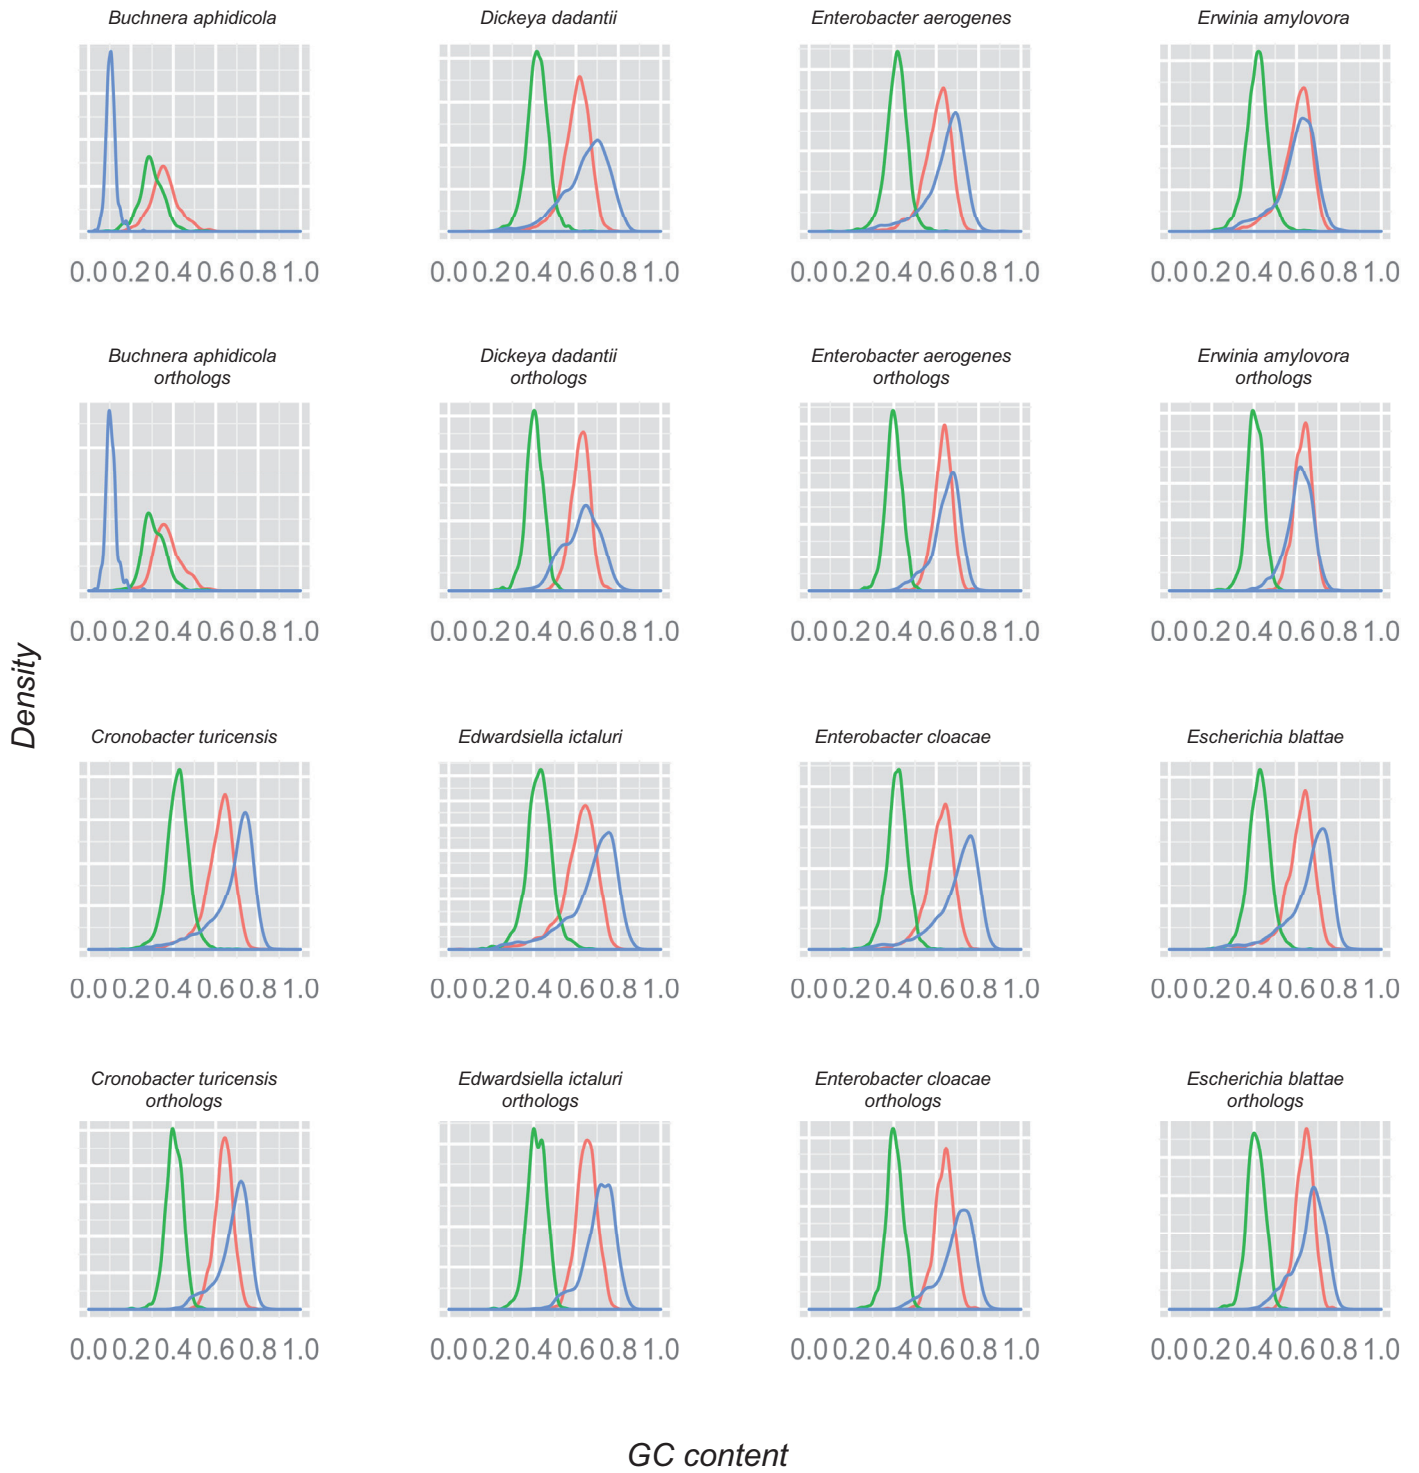 Buchnera aphidicola
Dickeya dadantii
Enterobacter aerogenes
Erwinia amylovora
0.0 0.2 0.4 0.6 0.8 1.0
0.0 0.2 0.4 0.6 0.8 1.0
0.0 0.2 0.4 0.6 0.8 1.0
0.0 0.2 0.4 0.6 0.8 1.0
Buchnera aphidicola
orthologs
Dickeya dadantii
orthologs
Enterobacter aerogenes
orthologs
Erwinia amylovora
orthologs
0.0 0.2 0.4 0.6 0.8 1.0
0.0 0.2 0.4 0.6 0.8 1.0
0.0 0.2 0.4 0.6 0.8 1.0
0.0 0.2 0.4 0.6 0.8 1.0
Density
Cronobacter turicensis
Edwardsiella ictaluri
Enterobacter cloacae
Escherichia blattae
0.0 0.2 0.4 0.6 0.8 1.0
0.0 0.2 0.4 0.6 0.8 1.0
0.0 0.2 0.4 0.6 0.8 1.0
0.0 0.2 0.4 0.6 0.8 1.0
Cronobacter turicensis
orthologs
Edwardsiella ictaluri
orthologs
Enterobacter cloacae
orthologs
Escherichia blattae
orthologs
0.0 0.2 0.4 0.6 0.8 1.0
0.0 0.2 0.4 0.6 0.8 1.0
0.0 0.2 0.4 0.6 0.8 1.0
0.0 0.2 0.4 0.6 0.8 1.0
GC content